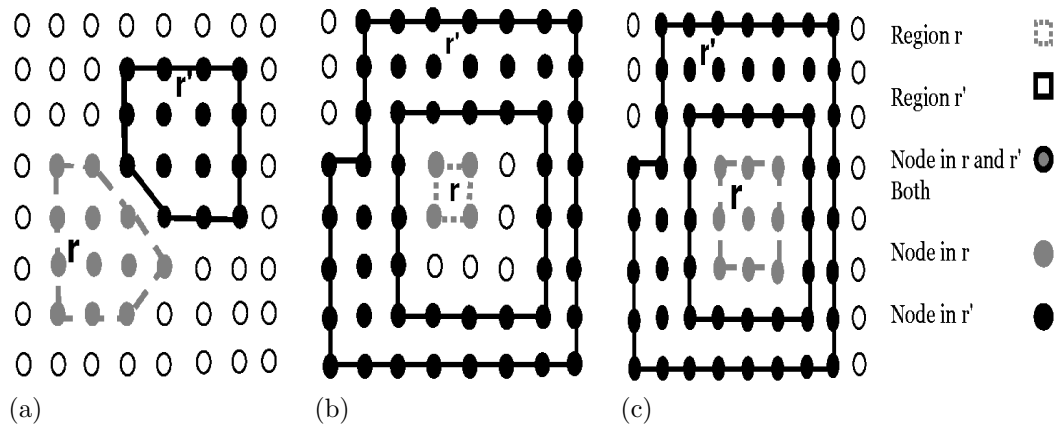 r'
r
(a)
r'
r
(b)
r'
r
(c)
Region r
Region r'
Node in r and r'
Both
Node in r
Node in r'